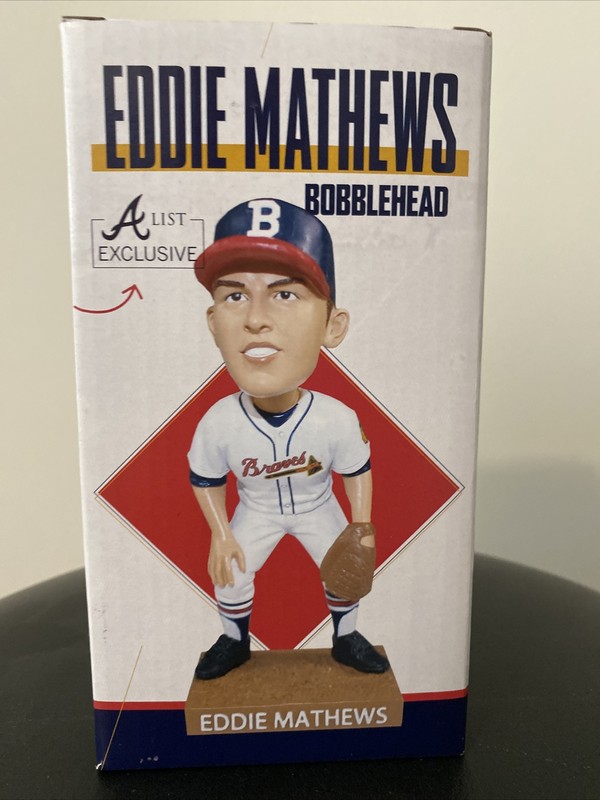 EDDIE MATHEWS
BOBBLEHEAD
A LIST
EXCLUSIVE
B
Braves
EDDIE MATHEWS